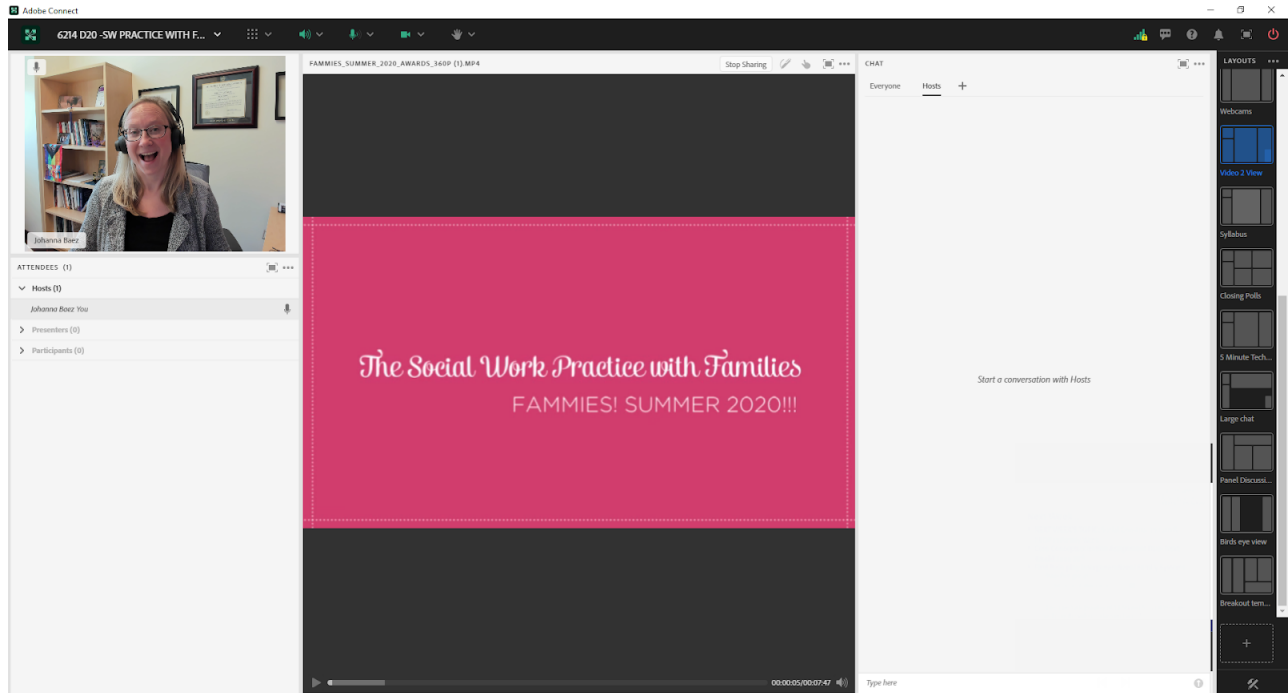 Adobe Connect
6214 D20 -SW PRACTICE WITH F...
Johanna Baez
ATTENDEES (1)
Hosts (1)
Johanna Baez You
Presenters (0)
Participants (0)
FAMMIES_SUMMER_2020_AWARDS_360P (1).MP4
Stop Sharing
The Social Work Practice with Families
FAMMIES! SUMMER 2020!!!
00:00:05/00:07:47
CHAT
Everyone Hosts
Start a conversation with Hosts
Type here
LAYOUTS
Webcams
Video 2 View
Syllabus
Closing Polls
5 Minute Tech...
Large chat
Panel Discussi...
Birds eye view
Breakout tem...